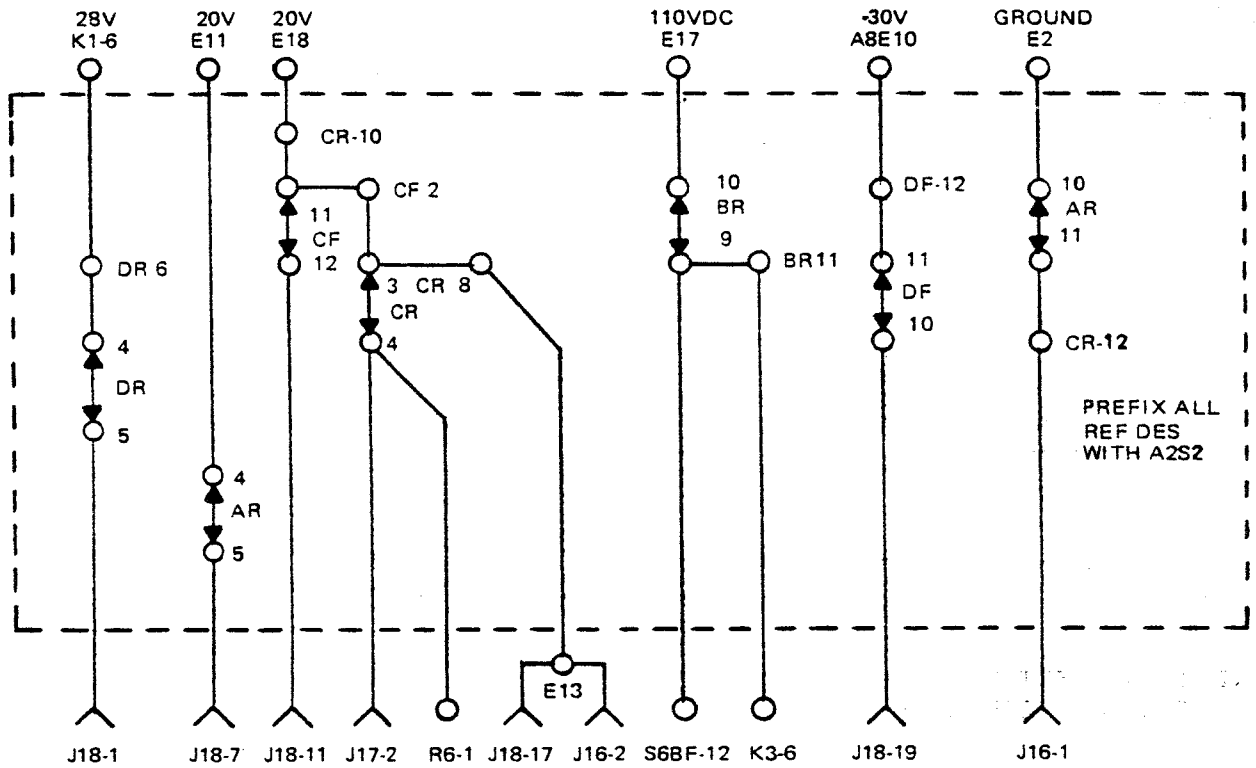 28V
K1-6
20V
E11
20V
E18
110VDC
E17
-30V
A8E10
GROUND
E2
CR-10
CF 2
11
CF
12
3 CR 8
CR
4
DR 6
4
DR
5
4
AR
5
10
BR
9
BR11
DF-12
11
DF
10
10
AR
11
CR-12
PREFIX ALL
REF DES
WITH A2S2
E13
J18-1
J18-7
J18-11
J17-2
R6-1
J18-17
J16-2
S6BF-12
K3-6
J18-19
J16-1